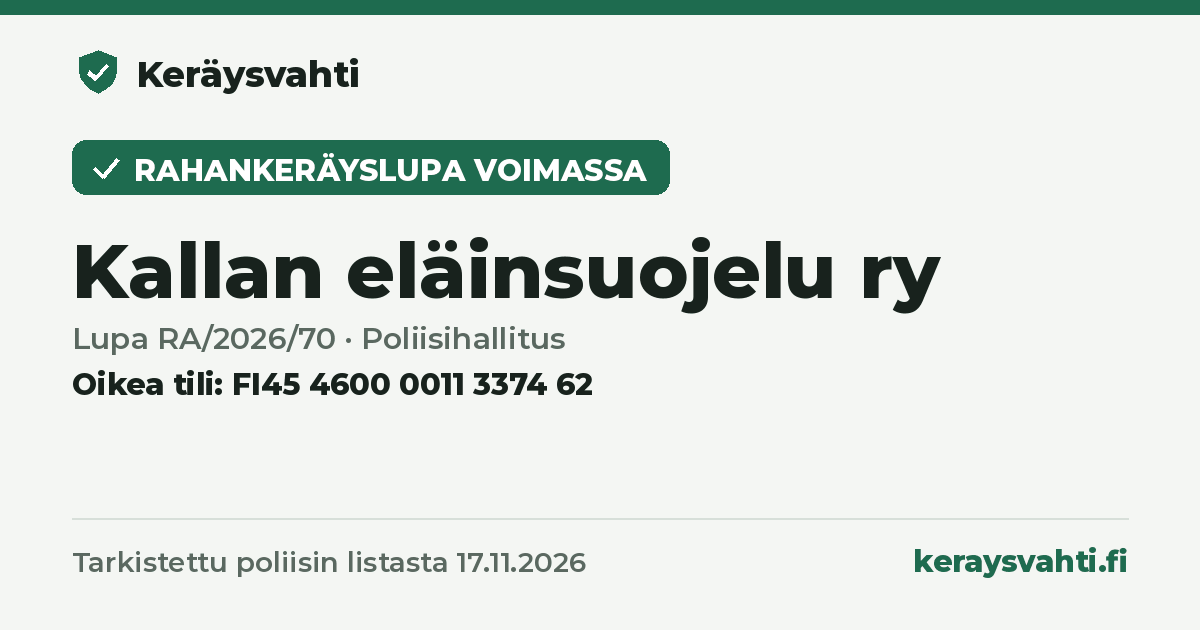 Keräysvahti
RAHANKERÄYSLUPA VOIMASSA
Kallan eläinsuojelu ry
Lupa RA/2026/70 · Poliisihallitus
Oikea tili: FI45 4600 0011 3374 62
Tarkistettu poliisin listasta 17.11.2026
keraysvahti.fi